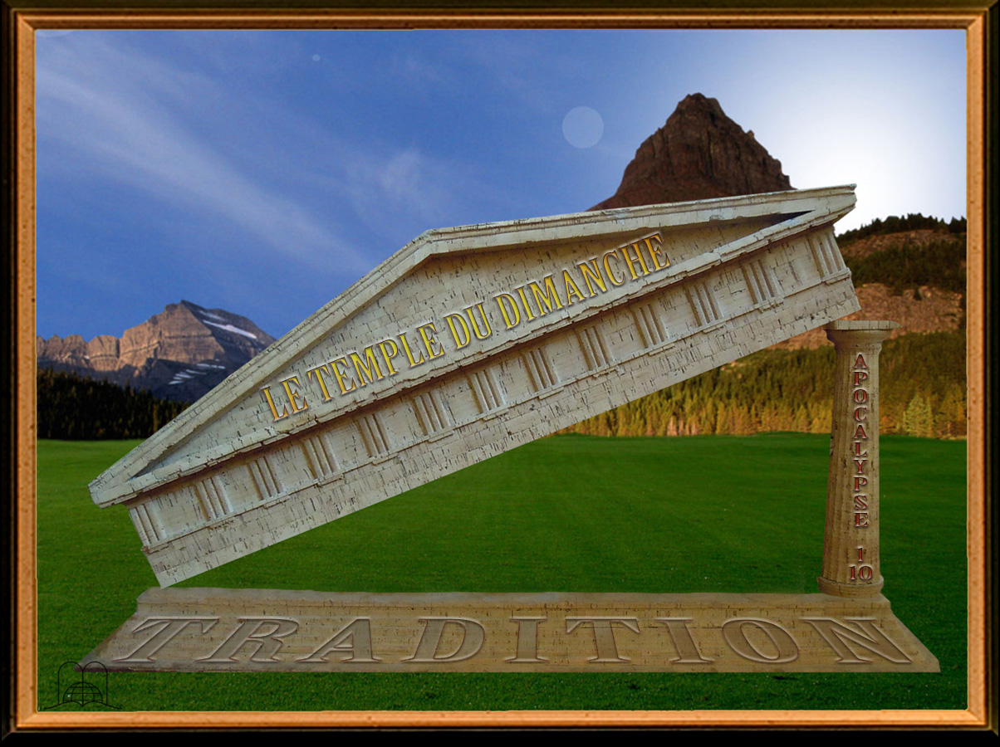 LE TEMPLE DU DIMANCHE
APOCALYPSE 1:10
TRADITION